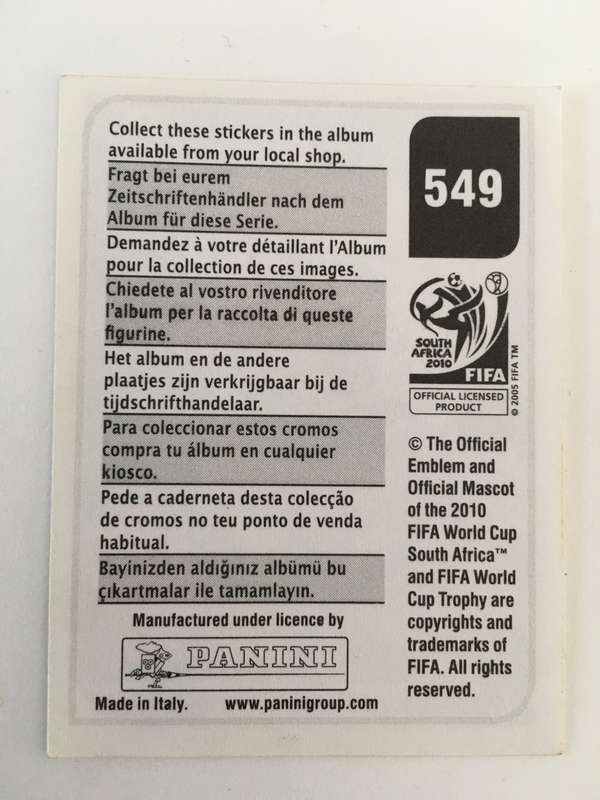 Collect these stickers in the album
available from your local shop.
Fragt bei eurem
Zeitschriftenhändler nach dem
Album für diese Serie.
Demandez à votre détaillant l'Album
pour la collection de ces images.
Chiedete al vostro rivenditore
l'album per la raccolta di queste
figurine.
Het album en de andere
plaatjes zijn verkrijgbaar bij de
tijdschrifthandelaar.
Para coleccionar estos cromos
compra tu álbum en cualquier
kiosco.
Pede a caderneta desta colecção
de cromos no teu ponto de venda
habitual.
Bayinizden aldığınız albümü bu
çıkartmalar ile tamamlayın.
Manufactured under licence by
PANINI
Made in Italy. www.paninigroup.com
549
SOUTH
AFRICA
2010
FIFA
© 2005 FIFA TM
OFFICIAL LICENSED
PRODUCT
© The Official
Emblem and
Official Mascot
of the 2010
FIFA World Cup
South Africa™
and FIFA World
Cup Trophy are
copyrights and
trademarks of
FIFA. All rights
reserved.